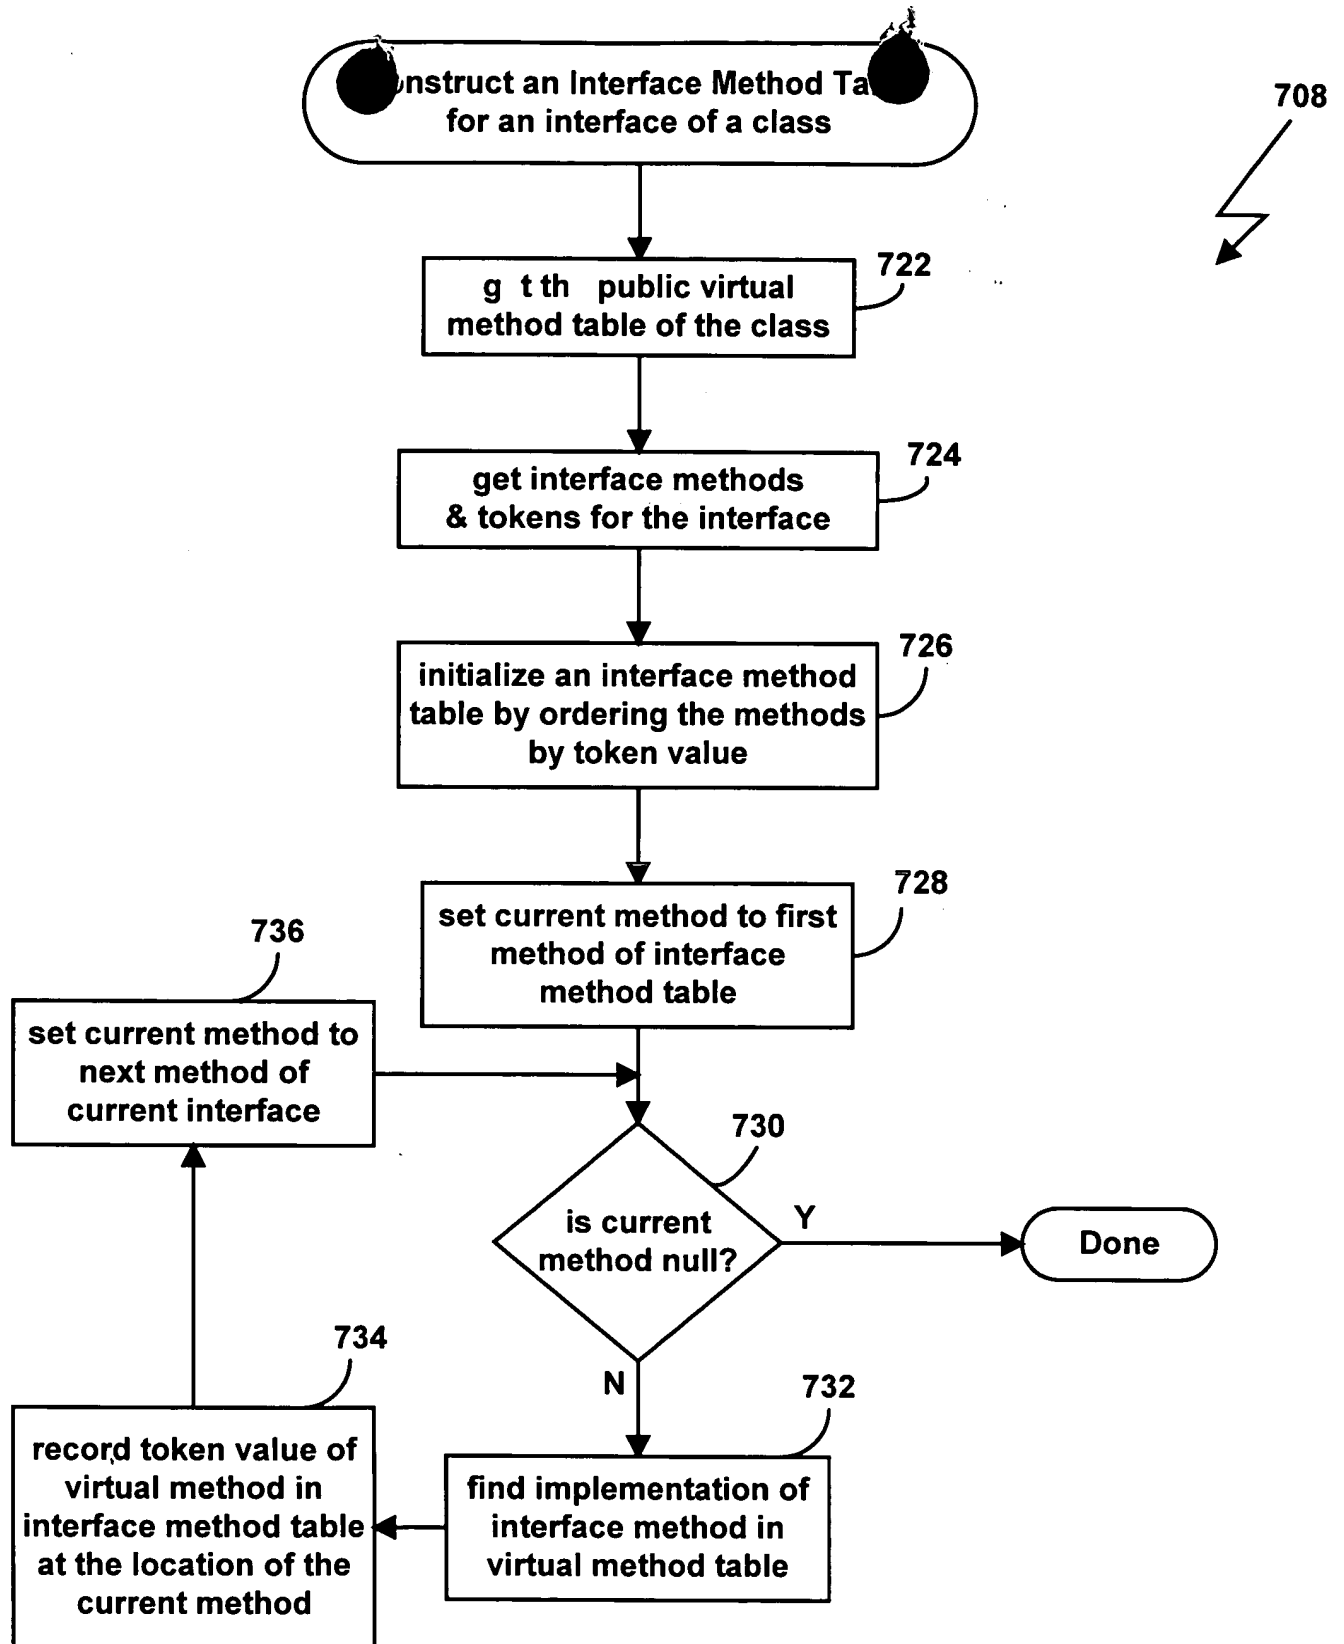 an Interface Method
for an interface of a class
708
722
public virtual
method table of the class
724
get interface methods
& tokens for the interface
726
initialize an interface method
table by ordering the methods
by token value
728
set current method to first
method of interface
method table
736
set current method to
next method of
current interface
730
is current
method null?
Y
Done
N
732
find implementation of
interface method in
virtual method table
734
record token value of
virtual method in
interface method table
at the location of the
current method